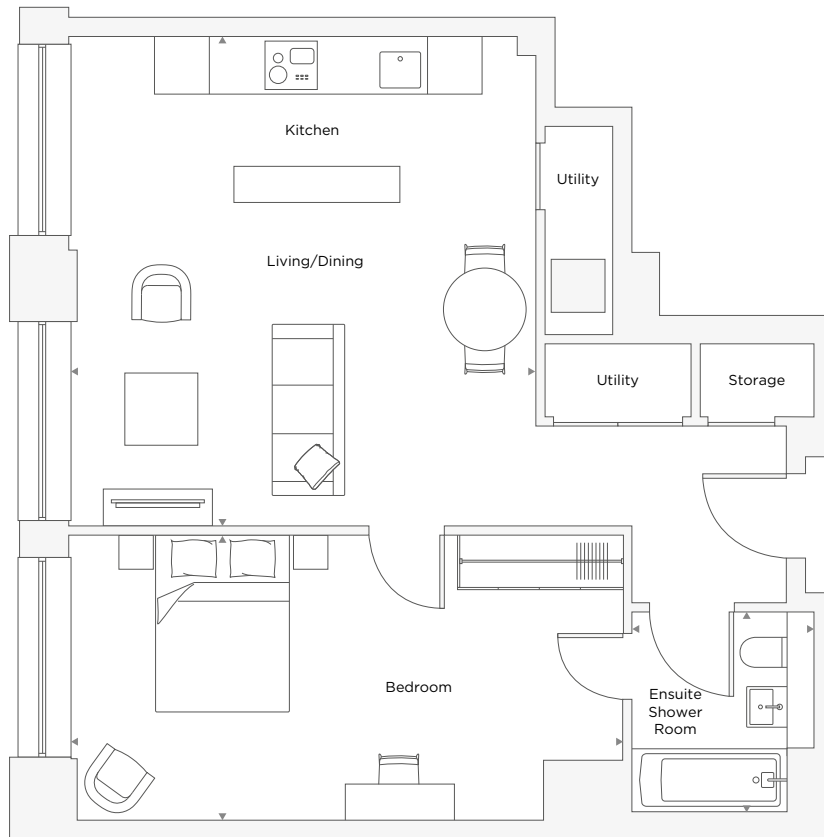 Kitchen
Utility
Living/Dining
Utility
Storage
Bedroom
Ensuite
Shower
Room